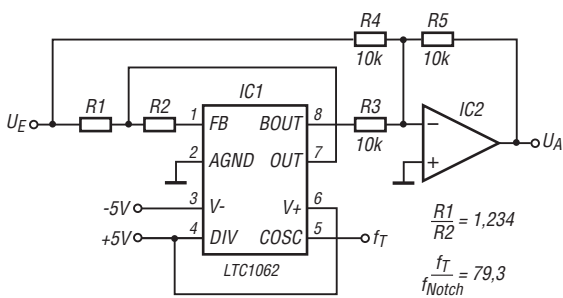 R4 R5
10k 10k
IC1
R1 R2 R3 IC2
U_E 1 FB BOUT 8 −
10k
2 AGND OUT 7 + U_A
-5V 3 V- V+ 6
+5V 4 DIV COSC 5 f_T
LTC1062
R1/R2 = 1,234
f_T/f_Notch = 79,3